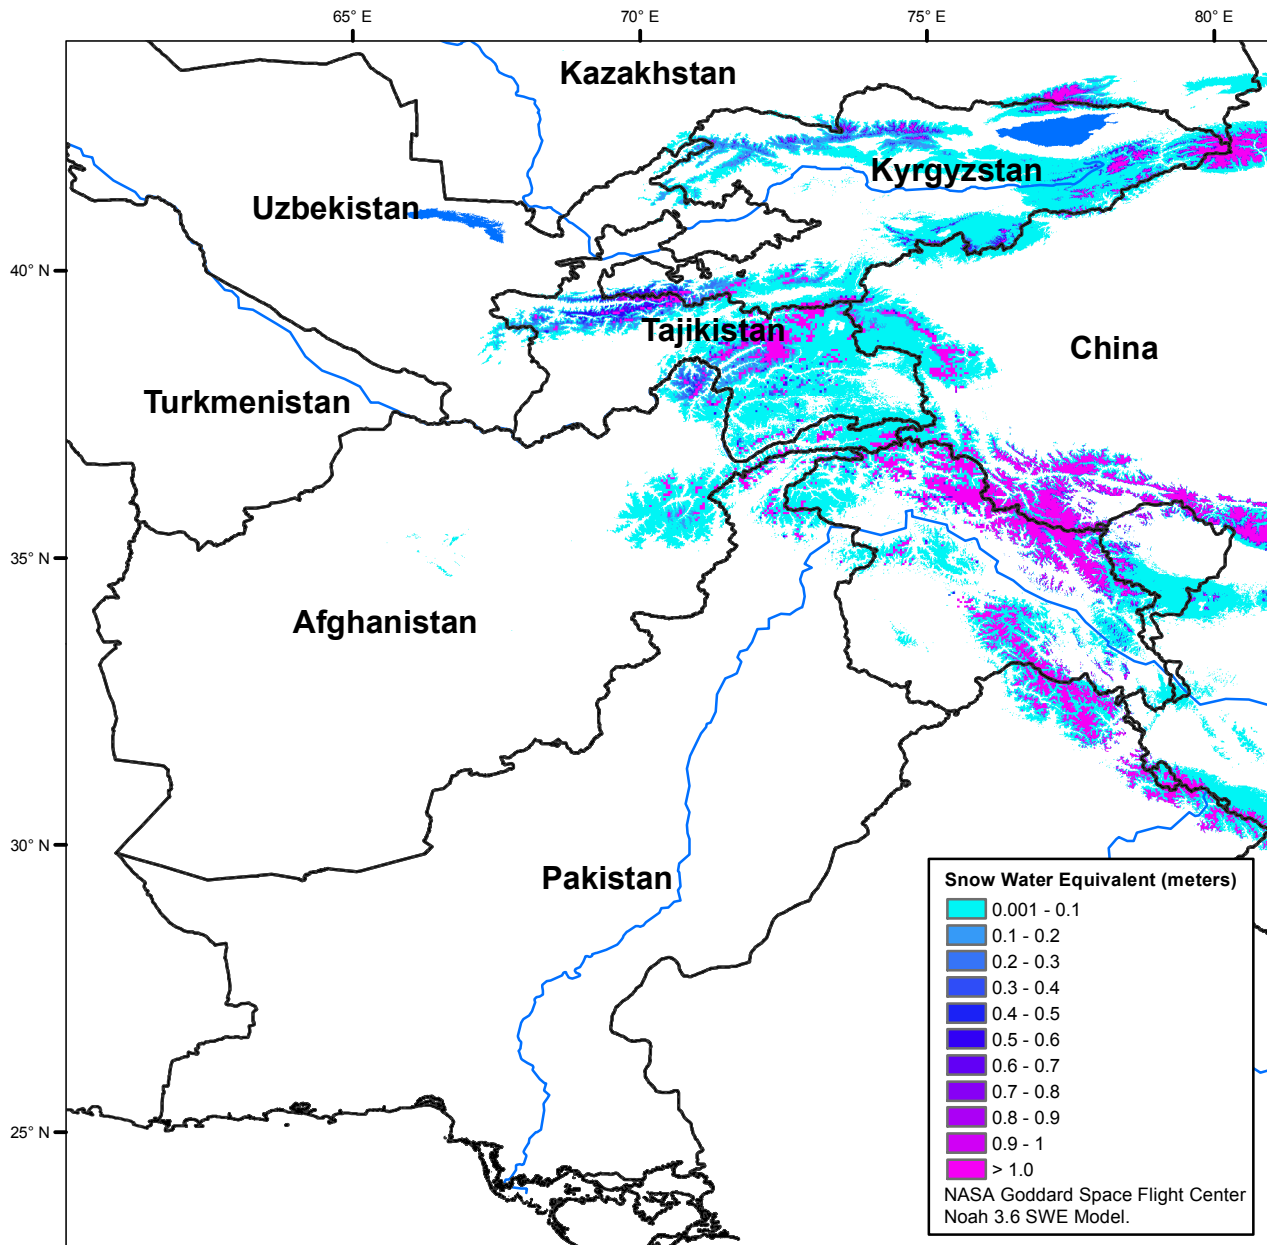 65° E
70° E
75° E
80° E
Kazakhstan
Kyrgyzstan
Uzbekistan
40° N
Tajikistan
China
Turkmenistan
35° N
Afghanistan
30° N
Pakistan
25° N
Snow Water Equivalent (meters)
0.001 - 0.1
0.1 - 0.2
0.2 - 0.3
0.3 - 0.4
0.4 - 0.5
0.5 - 0.6
0.6 - 0.7
0.7 - 0.8
0.8 - 0.9
0.9 - 1
> 1.0
NASA Goddard Space Flight Center
Noah 3.6 SWE Model.